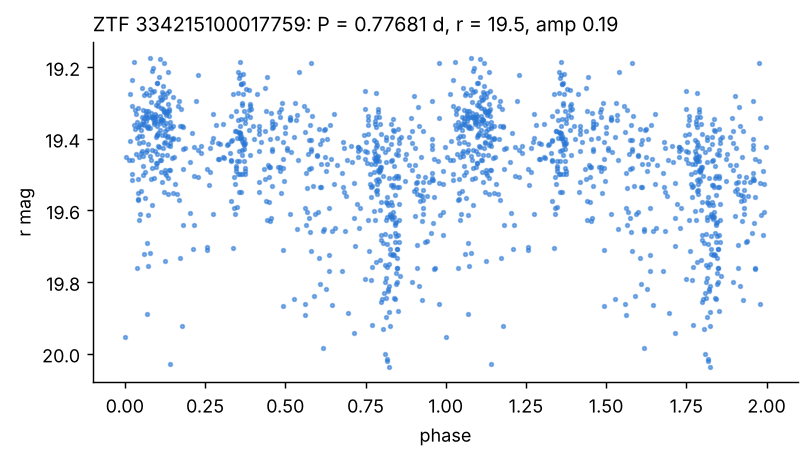 ZTF 334215100017759: P = 0.77681 d, r = 19.5, amp 0.19
19.2
19.4
19.6
19.8
20.0
r mag
0.00 0.25 0.50 0.75 1.00 1.25 1.50 1.75 2.00
phase